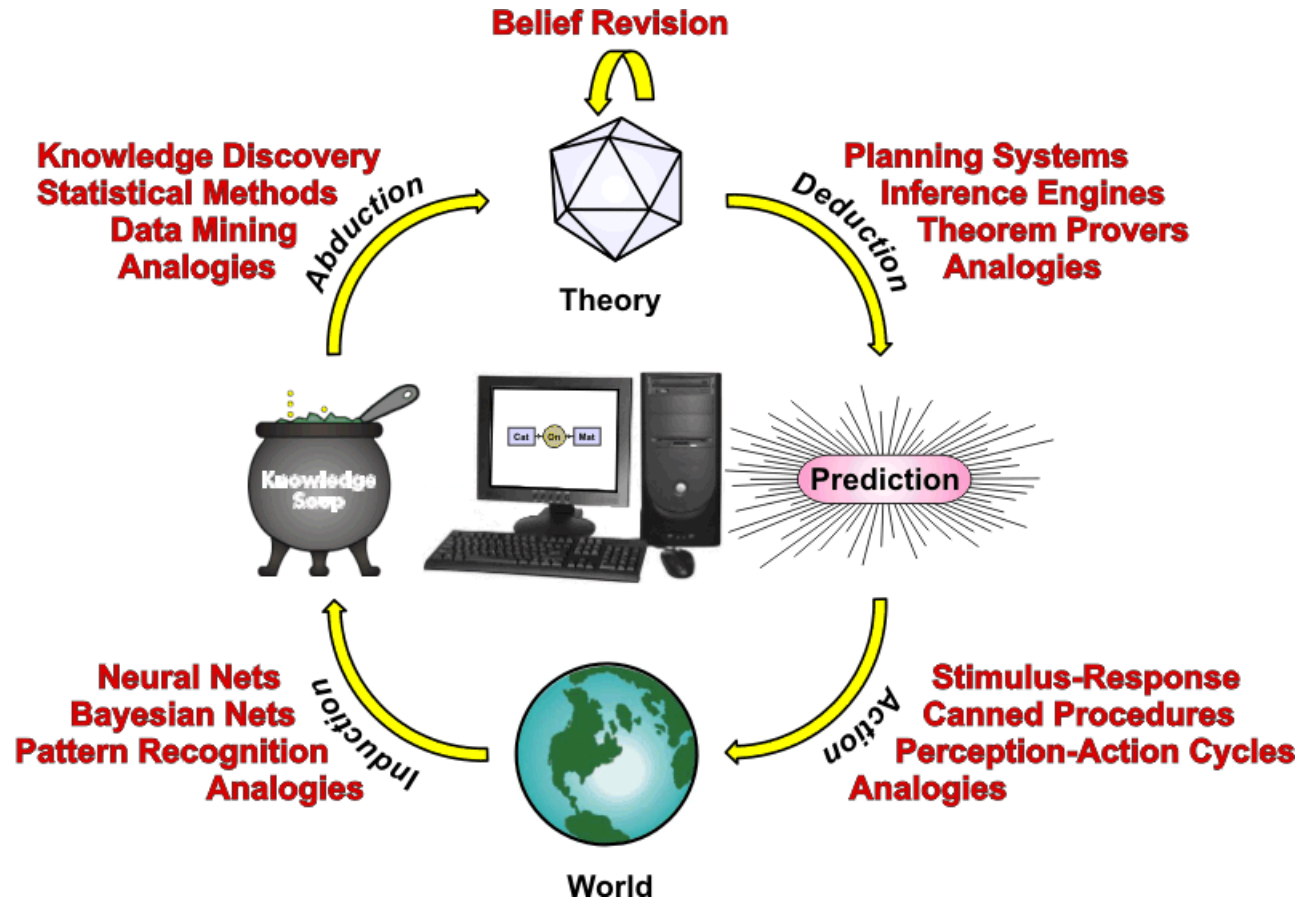 Belief Revision
Knowledge Discovery
Statistical Methods
Data Mining
Analogies
Abduction
Theory
Deduction
Planning Systems
Inference Engines
Theorem Provers
Analogies
Knowledge
Soup
Cat On Mat
Prediction
Neural Nets
Bayesian Nets
Pattern Recognition
Analogies
Induction
World
Action
Stimulus-Response
Canned Procedures
Perception-Action Cycles
Analogies